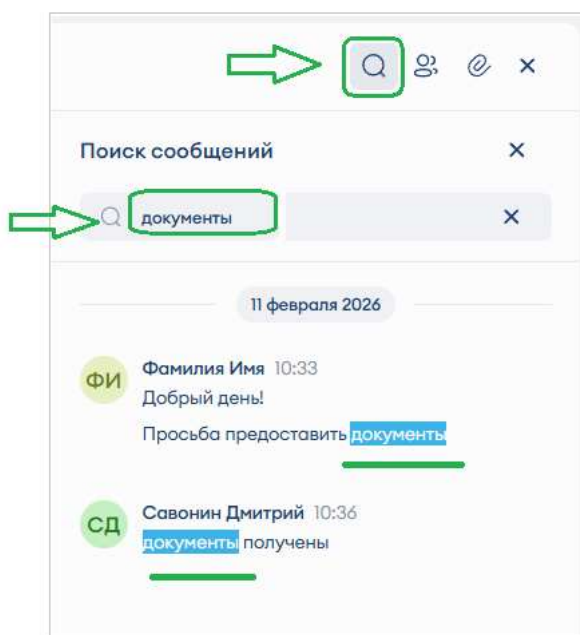 Поиск сообщений
документы
11 февраля 2026
ФИ
Фамилия Имя 10:33
Добрый день!
Просьба предоставить документы
СД
Савонин Дмитрий 10:36
документы получены